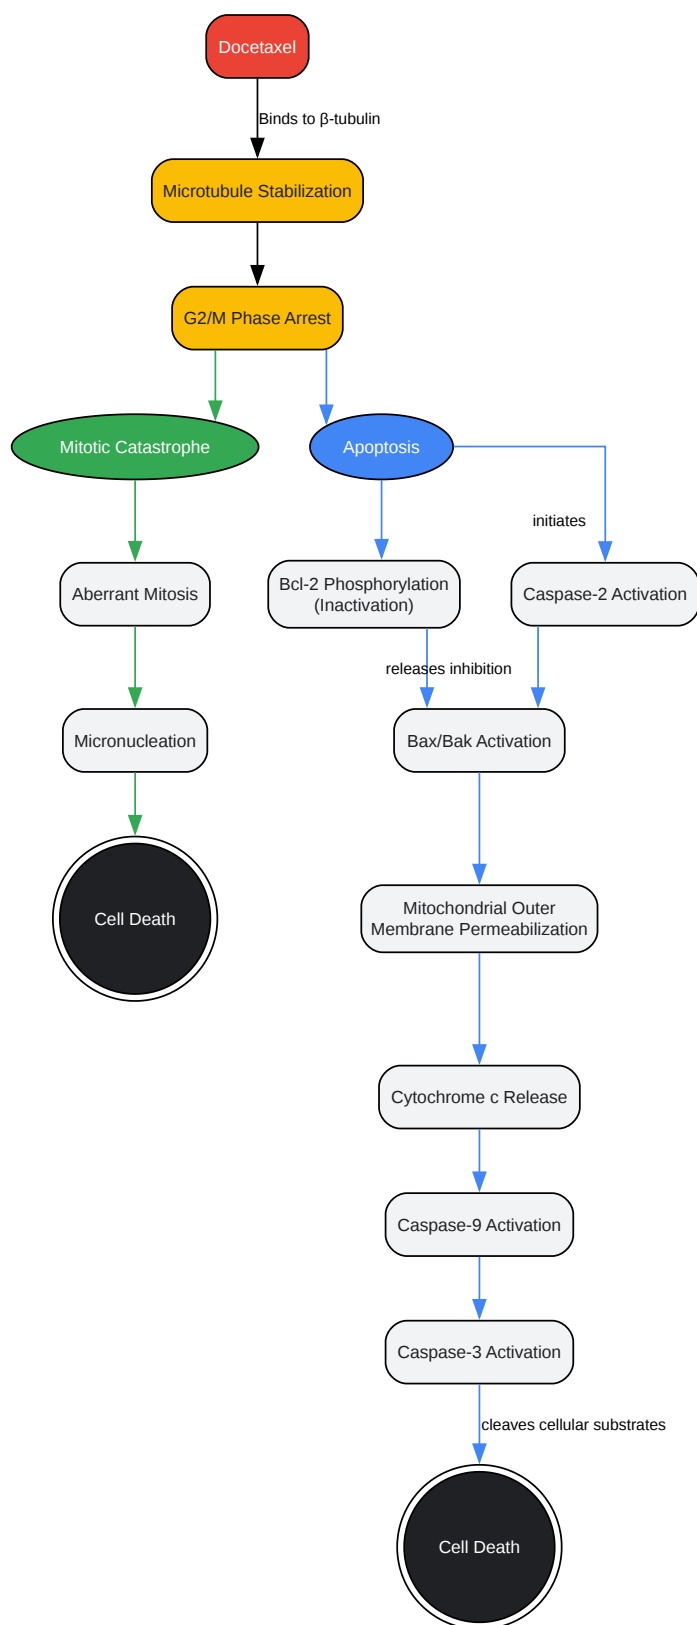 Docetaxel
Binds to β-tubulin
Microtubule Stabilization
G2/M Phase Arrest
Mitotic Catastrophe
Apoptosis
initiates
Aberrant Mitosis
Bcl-2 Phosphorylation
(Inactivation)
Caspase-2 Activation
releases inhibition
Micronucleation
Bax/Bak Activation
Cell Death
Mitochondrial Outer
Membrane Permeabilization
Cytochrome c Release
Caspase-9 Activation
Caspase-3 Activation
cleaves cellular substrates
Cell Death